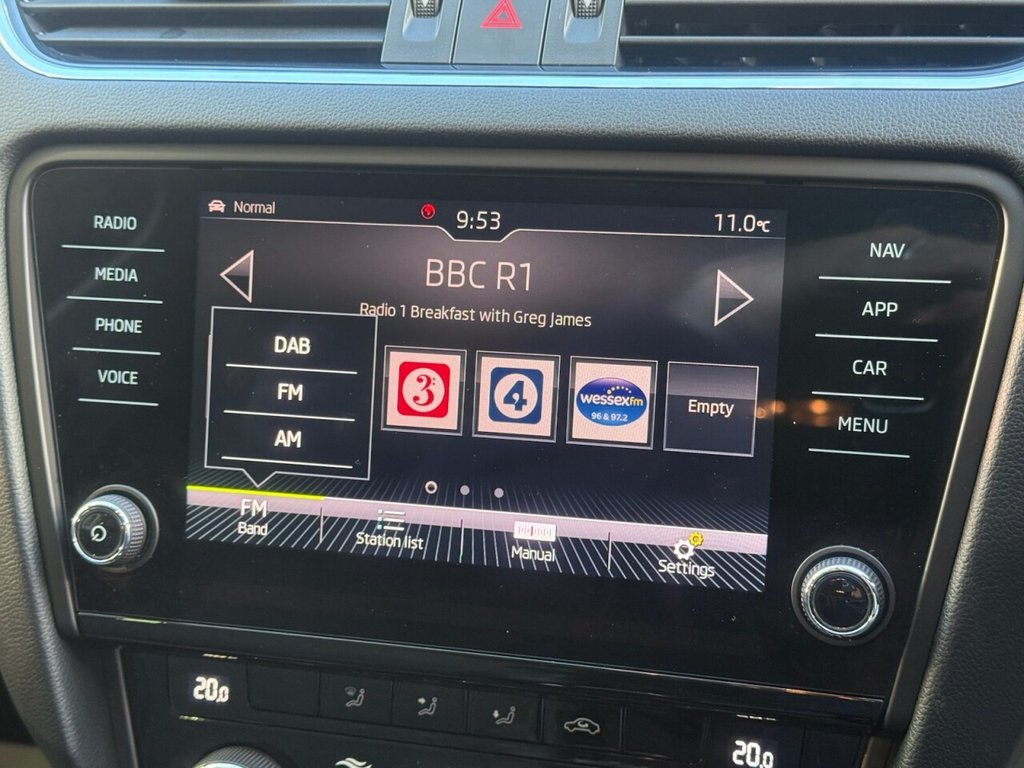 RADIO
MEDIA
PHONE
VOICE
Normal
9:53
11.0°C
BBC R1
Radio 1 Breakfast with Greg James
DAB
FM
AM
3
4
wessexfm
96 & 97.2
Empty
FM
Band
Station list
Manual
Settings
NAV
APP
CAR
MENU
20.0
20.0